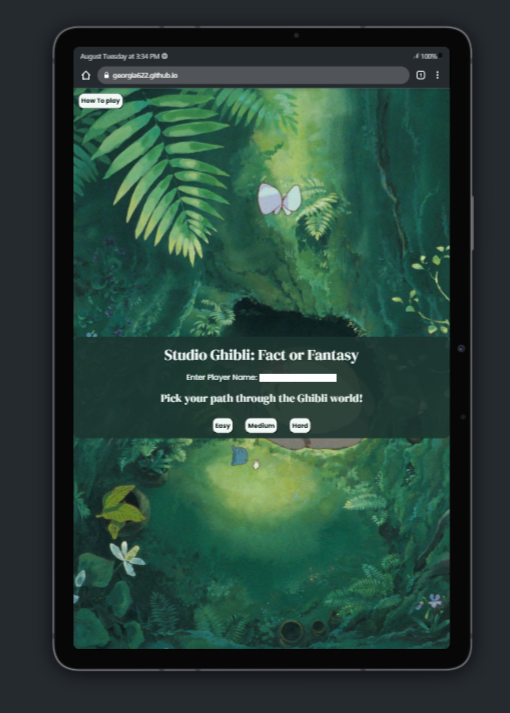 August Tuesday at 3:34 PM
100%
georgia622.github.io
1
How To play
Studio Ghibli: Fact or Fantasy
Enter Player Name:
Pick your path through the Ghibli world!
Easy Medium Hard